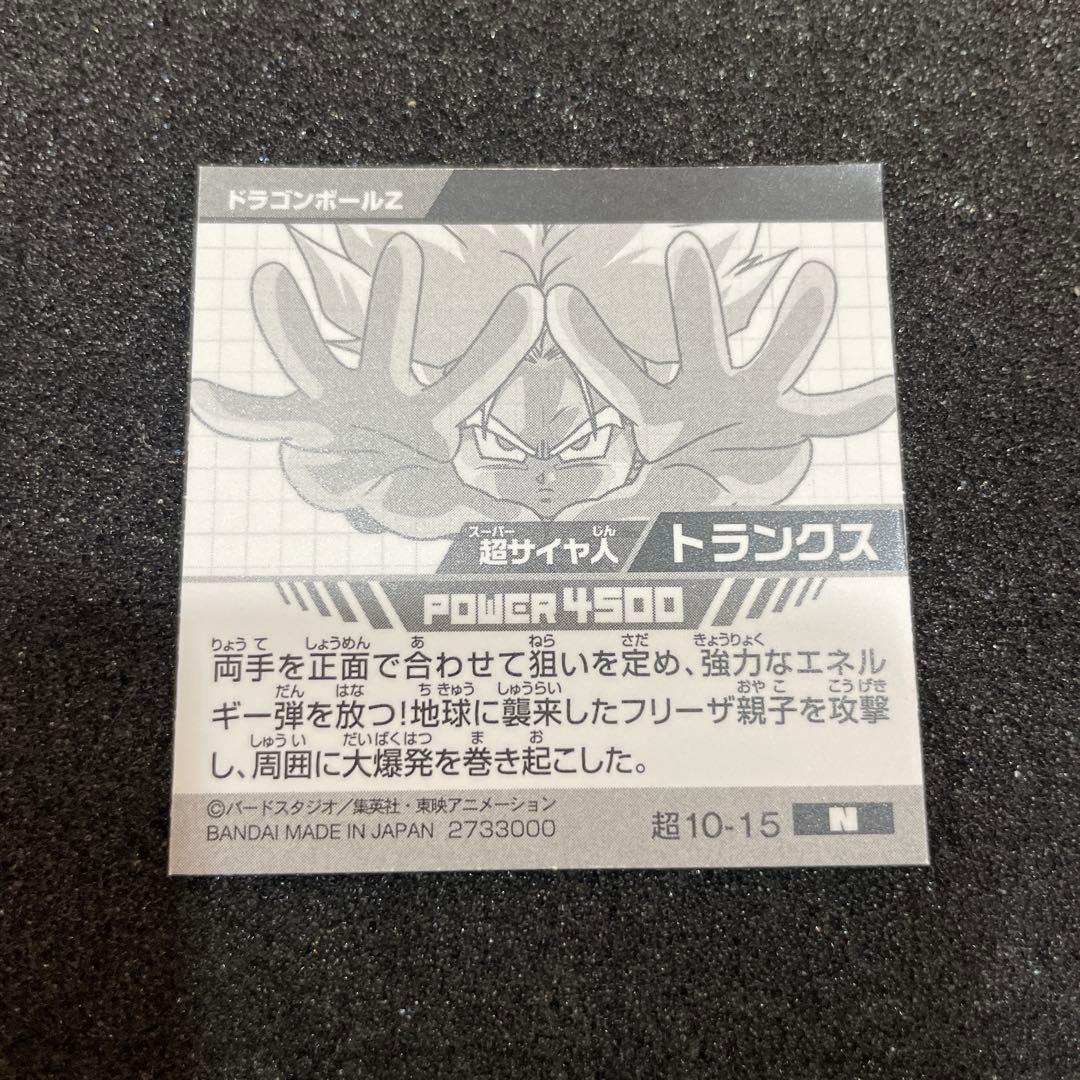 ドラゴンボールZ
スーパー じん
超サイヤ人 トランクス
POWER 4500
りょう て しょうめん あ ねら さだ きょうりょく
両手を正面で合わせて狙いを定め、強力なエネル
だん はな ちきゅう しゅうらい おやこ こうげき
ギー弾を放つ!地球に襲来したフリーザ親子を攻撃
しゅうい だいばくはつ ま お
し、周囲に大爆発を巻き起こした。
©バードスタジオ/集英社・東映アニメーション
BANDAI MADE IN JAPAN 2733000
超10-15 N